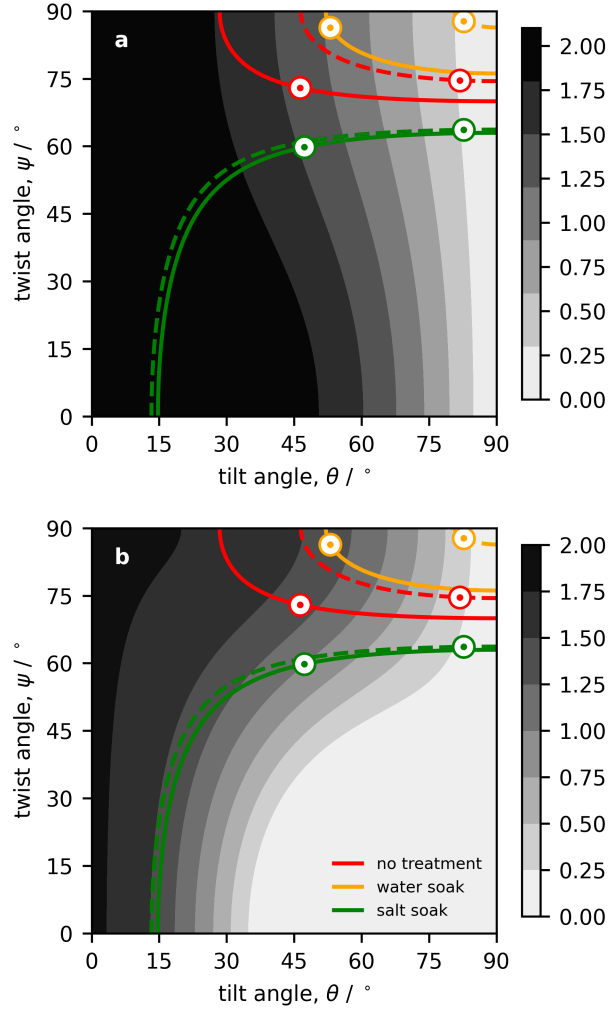 a
90
75
60
45
30
15
0
twist angle, ψ / °
0 15 30 45 60 75 90
tilt angle, θ / °
2.00
1.75
1.50
1.25
1.00
0.75
0.50
0.25
0.00
b
90
75
60
45
30
15
0
twist angle, ψ / °
no treatment
water soak
salt soak
0 15 30 45 60 75 90
tilt angle, θ / °
2.00
1.75
1.50
1.25
1.00
0.75
0.50
0.25
0.00